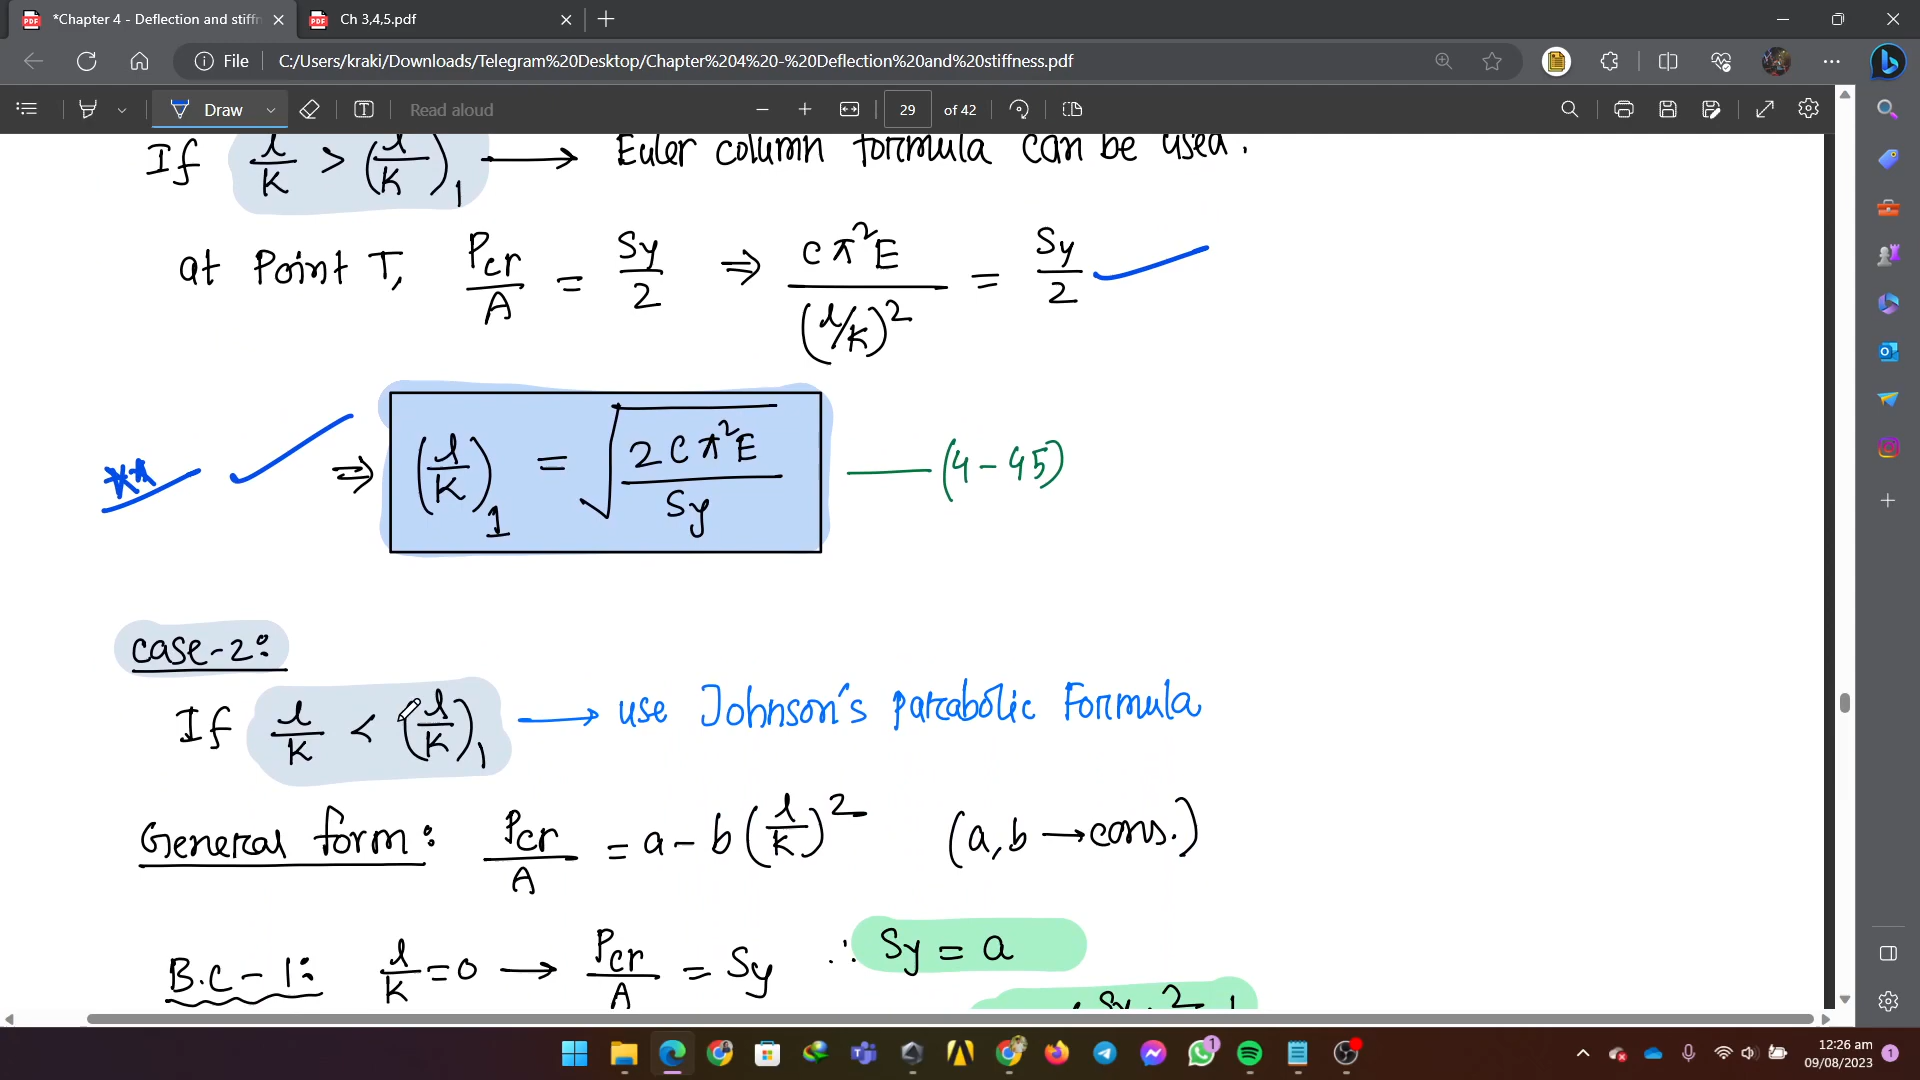 *Chapter 4 - Deflection and stiffn
Ch 3,4,5.pdf
File
C:/Users/kraki/Downloads/Telegram%20Desktop/Chapter%204%20-%20Deflection%20and%20stiffness.pdf
Draw
Read aloud
29 of 42
If l/k > (l/k)₁ → Euler column formula can be used.
at Point T, Pcr/A = Sy/2 ⇒ Cπ²E/(l/k)² = Sy/2
** ⇒ (l/k)₁ = √(2Cπ²E/Sy) —— (4-45)
case-2:
If l/k < (l/k)₁ → use Johnson's parabolic Formula
General form: Pcr/A = a - b(l/k)² (a,b → cons.)
B.C-1: l/k = 0 → Pcr/A = Sy ∴ Sy = a
12:26 am
09/08/2023
1
1